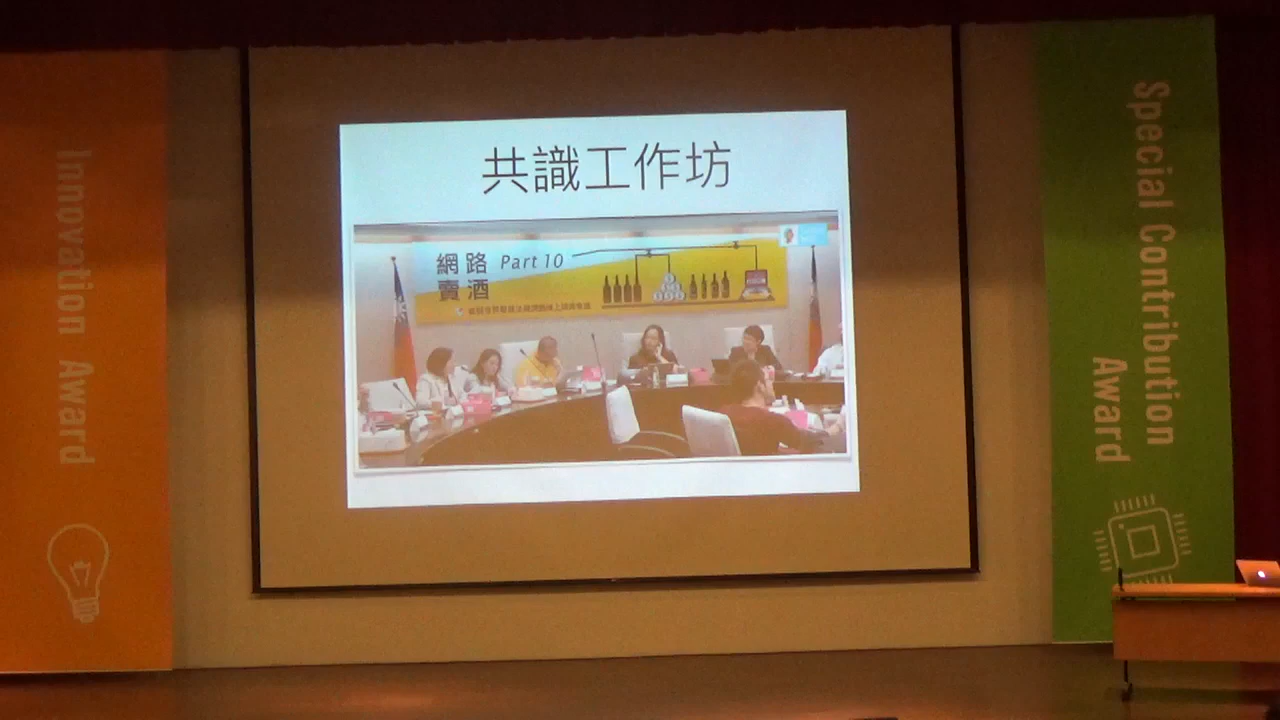 共識工作坊
網路
賣酒
Part 10
Innovation Award
Special Contribution
Award